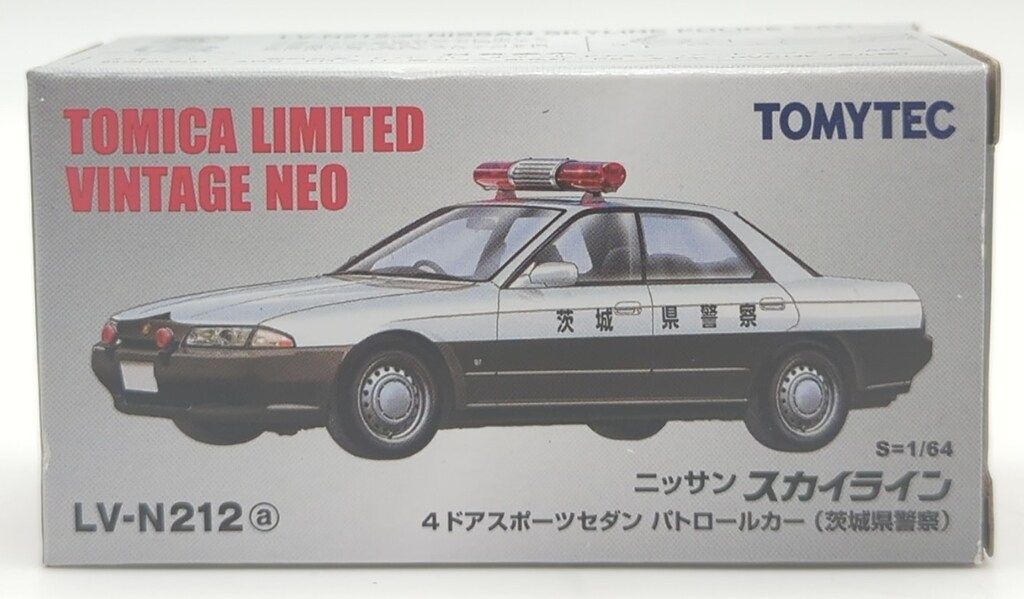 TOMICA LIMITED
VINTAGE NEO
TOMYTEC
茨城県警察
S=1/64
ニッサン スカイライン
LV-N212ⓐ
4ドアスポーツセダン パトロールカー（茨城県警察）